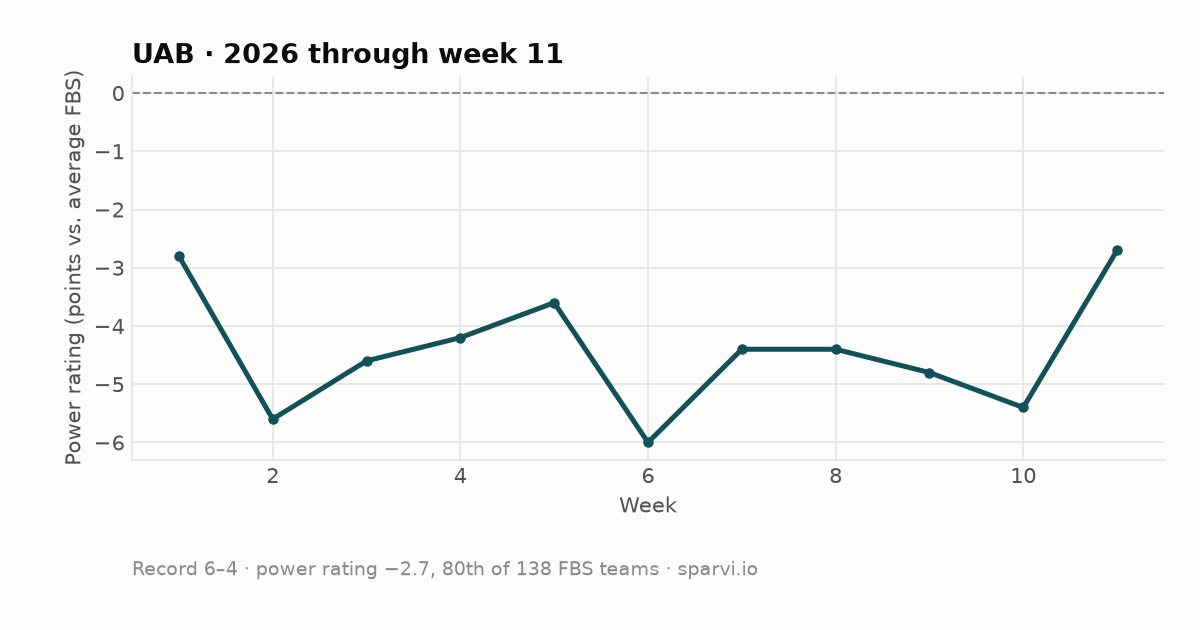 UAB · 2026 through week 11
Power rating (points vs. average FBS)
0
−1
−2
−3
−4
−5
−6
2 4 6 8 10
Week
Record 6–4 · power rating −2.7, 80th of 138 FBS teams · sparvi.io